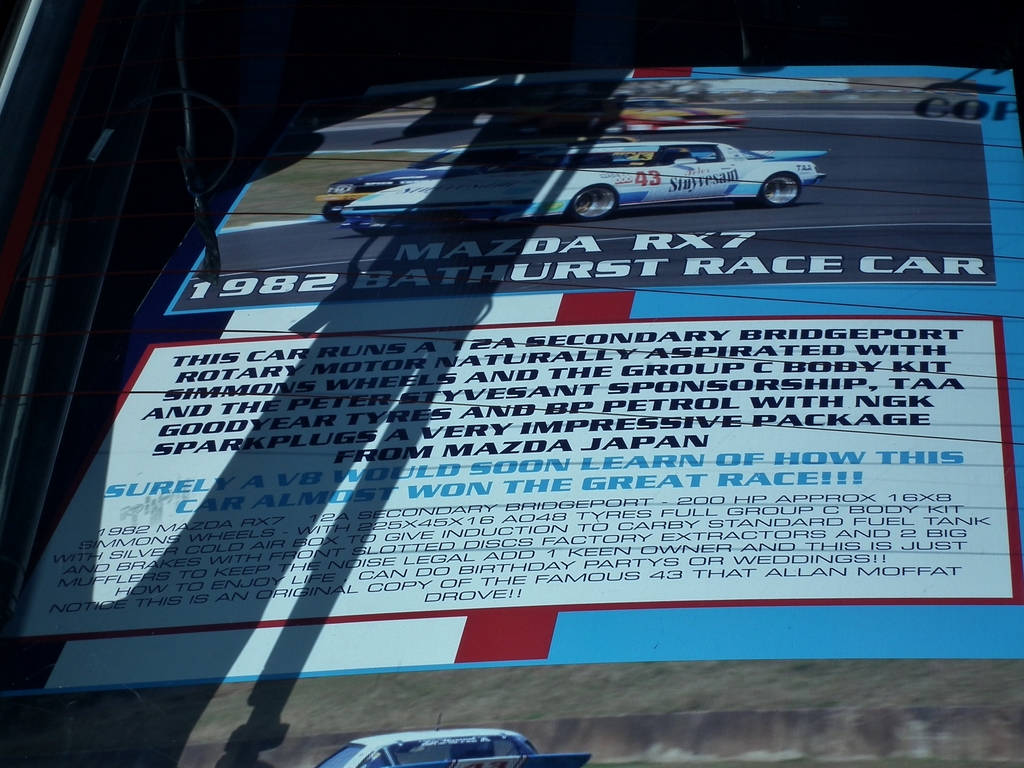 COP
43
Stuyvesant
TAA
MAZDA RX7
1982 BATHURST RACE CAR
THIS CAR RUNS A 12A SECONDARY BRIDGEPORT
ROTARY MOTOR NATURALLY ASPIRATED WITH
SIMMONS WHEELS AND THE GROUP C BODY KIT
AND THE PETER STYVESANT SPONSORSHIP, TAA
GOODYEAR TYRES AND BP PETROL WITH NGK
SPARKPLUGS A VERY IMPRESSIVE PACKAGE
FROM MAZDA JAPAN
SURELY A V8 WOULD SOON LEARN OF HOW THIS
CAR ALMOST WON THE GREAT RACE!!!
1982 MAZDA RX7 12A SECONDARY BRIDGEPORT - 200 HP APPROX 16X8
SIMMONS WHEELS - WITH 225X45X16 A048 TYRES FULL GROUP C BODY KIT
WITH SILVER COLD AIR BOX TO GIVE INDUCTION TO CARBY STANDARD FUEL TANK
AND BRAKES WITH FRONT SLOTTED DISCS FACTORY EXTRACTORS AND 2 BIG
MUFFLERS TO KEEP THE NOISE LEGAL ADD 1 KEEN OWNER AND THIS IS JUST
HOW TO ENJOY LIFE - CAN DO BIRTHDAY PARTYS OR WEDDINGS!!
NOTICE THIS IS AN ORIGINAL COPY OF THE FAMOUS 43 THAT ALLAN MOFFAT
DROVE!!
43